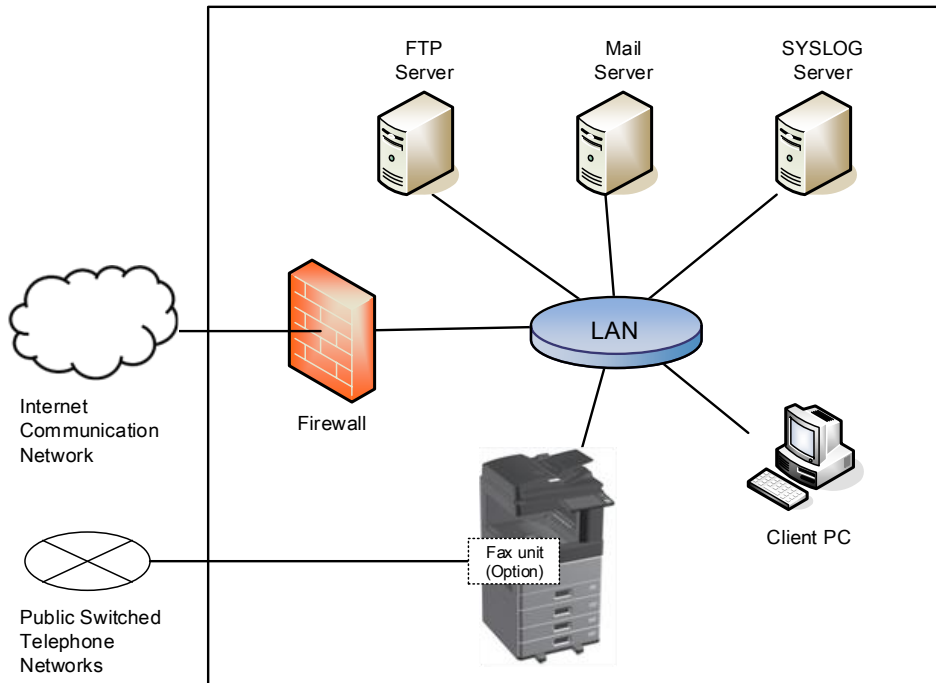 FTP
Server
Mail
Server
SYSLOG
Server
LAN
Internet
Communication
Network
Firewall
Client PC
Fax unit
(Option)
Public Switched
Telephone
Networks